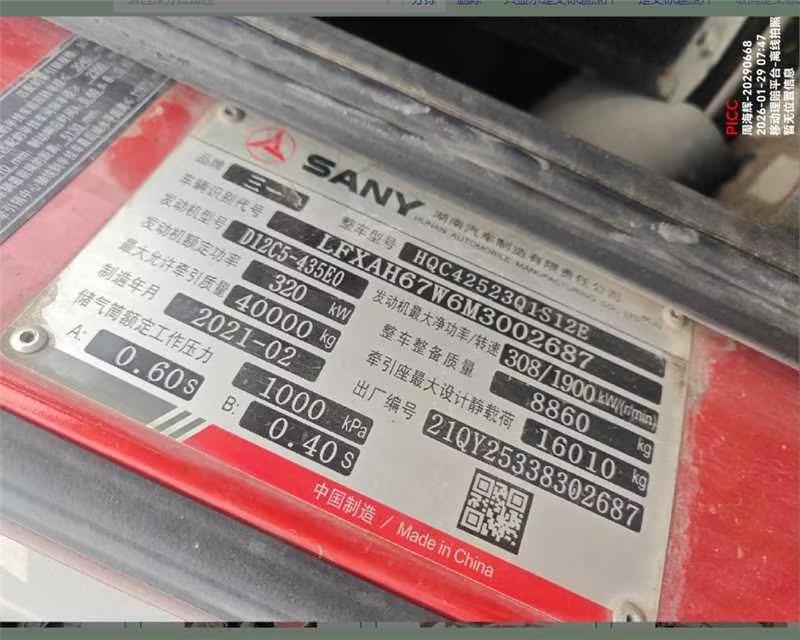 PICC
周海辉-20290668
2026-01-29 07:47
移动理赔平台-离线拍照
暂无位置信息
SANY
湖南汽车制造有限责任公司
HUNAN AUTOMOBILE MANUFACTURING CO., LTD.
品牌 三一
整车型号 HQC42523Q1S12E
车辆识别代号 LFXAH67W6M3002687
发动机型号 D12C5-435E0
发动机最大净功率/转速 308/1900 kW/(r/min)
发动机额定功率 320 kW
整车整备质量 8860 kg
最大允许牵引质量 40000 kg
牵引座最大设计静载荷 16010 kg
制造年月 2021-02
出厂编号 21QY25338302687
储气筒额定工作压力 1000 kPa
A: 0.60 S
B: 0.40 S
中国制造 / Made in China